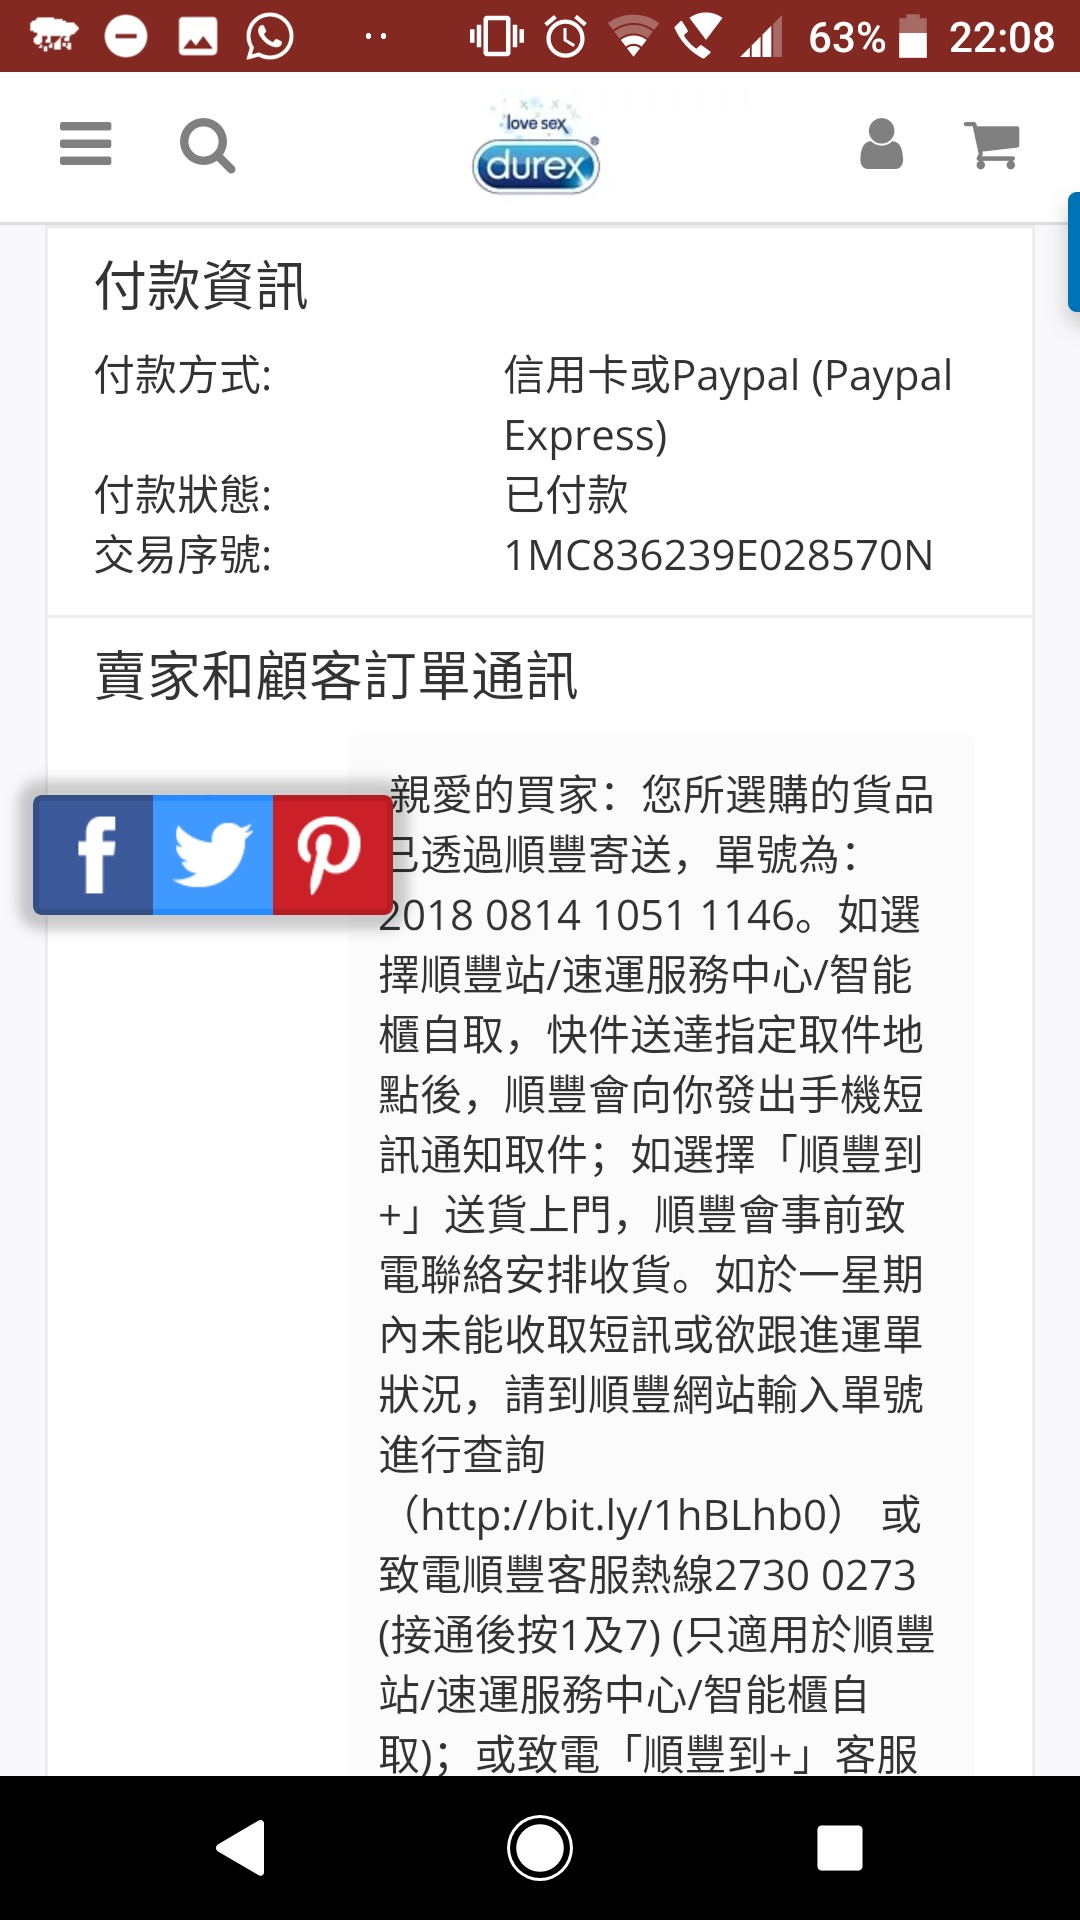 63% 22:08
love sex
durex
付款資訊
付款方式: 信用卡或Paypal (Paypal
Express)
付款狀態: 已付款
交易序號: 1MC836239E028570N
賣家和顧客訂單通訊
親愛的買家：您所選購的貨品
已透過順豐寄送，單號為：
2018 0814 1051 1146。如選
擇順豐站/速運服務中心/智能
櫃自取，快件送達指定取件地
點後，順豐會向你發出手機短
訊通知取件；如選擇「順豐到
+」送貨上門，順豐會事前致
電聯絡安排收貨。如於一星期
內未能收取短訊或欲跟進運單
狀況，請到順豐網站輸入單號
進行查詢
（http://bit.ly/1hBLhb0） 或
致電順豐客服熱線2730 0273
(接通後按1及7) (只適用於順豐
站/速運服務中心/智能櫃自
取)；或致電「順豐到+」客服